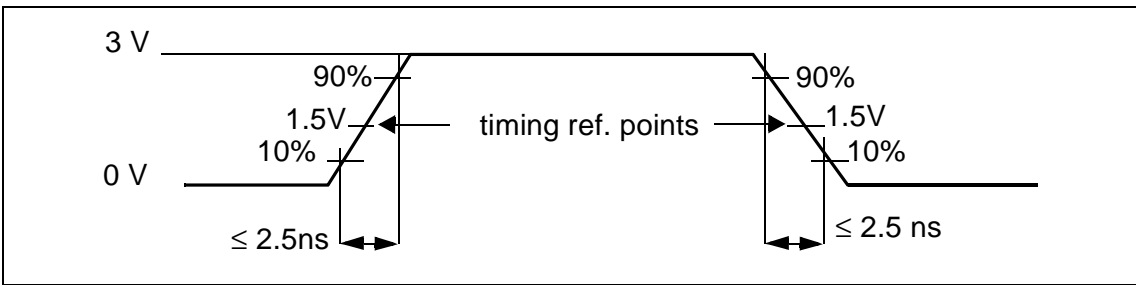 3 V
90%
90%
1.5V
timing ref. points
1.5V
10%
10%
0 V
≤ 2.5ns
≤ 2.5 ns